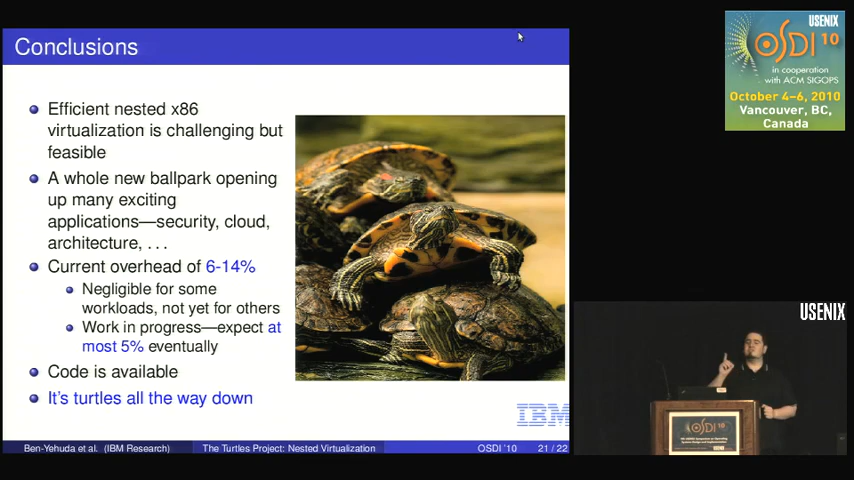 Conclusions
Efficient nested x86
virtualization is challenging but
feasible
A whole new ballpark opening
up many exciting
applications—security, cloud,
architecture, . . .
Current overhead of 6-14%
Negligible for some
workloads, not yet for others
Work in progress—expect at
most 5% eventually
Code is available
It's turtles all the way down
IBM
Ben-Yehuda et al. (IBM Research) The Turtles Project: Nested Virtualization OSDI '10 21 / 22
USENIX
OSDI 10
in cooperation
with ACM SIGOPS
October 4–6, 2010
Vancouver, BC,
Canada
USENIX
OSDI 10